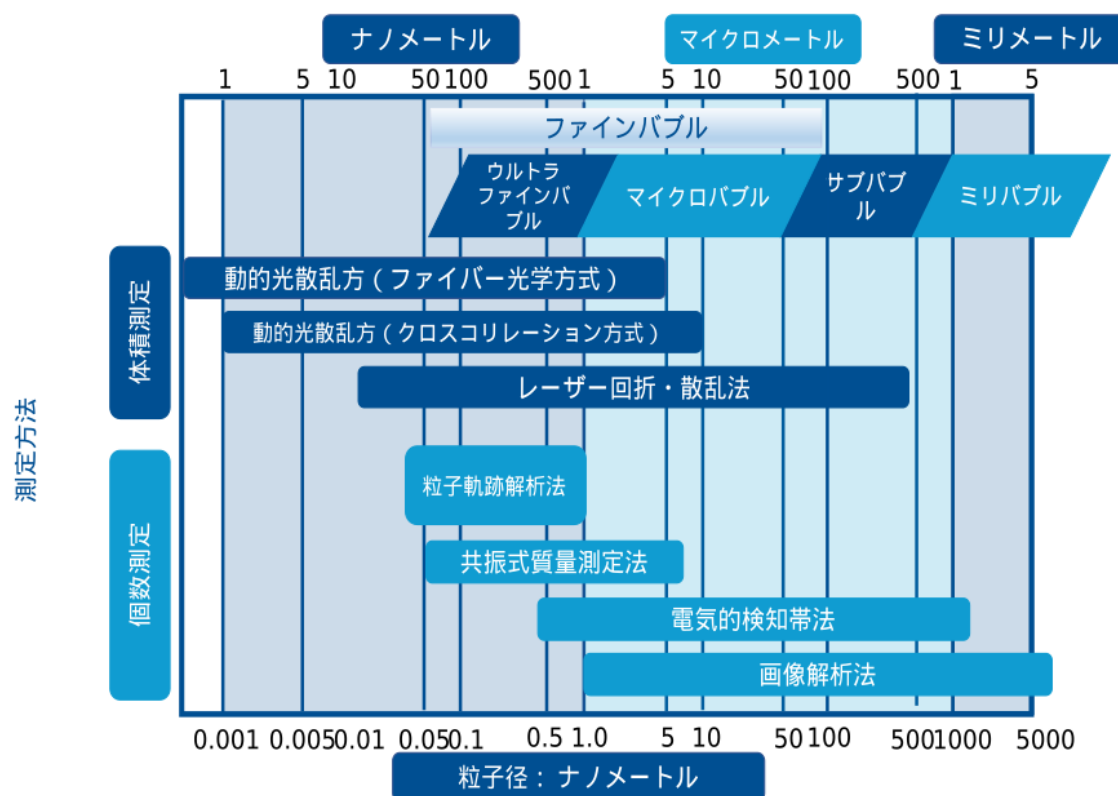 ナノメートル
マイクロメートル
ミリメートル
1 5 10 50 100 500 1 5 10 50 100 500 1 5
ファインバブル
ウルトラ
ファインバ
ブル
マイクロバブル
サブバブ
ル
ミリバブル
測定方法
体積測定
動的光散乱方(ファイバー光学方式)
動的光散乱方(クロスコリレーション方式)
レーザー回折・散乱法
個数測定
粒子軌跡解析法
共振式質量測定法
電気的検知帯法
画像解析法
0.001 0.005 0.01 0.05 0.1 0.5 1.0 5 10 50 100 500 1000 5000
粒子径: ナノメートル